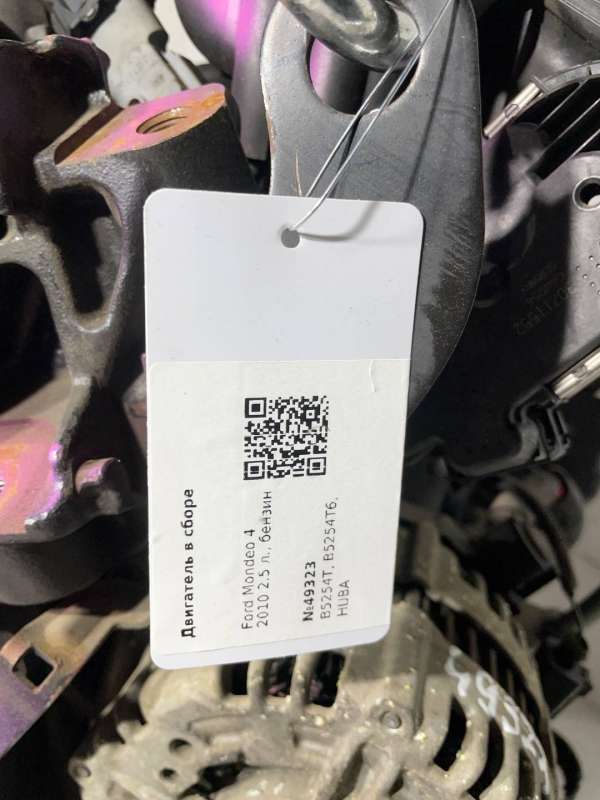 Двигатель в сборе
Ford Mondeo 4
2010 2.5 л., бензин
№49323
B5254T, B5254T6,
HUBA